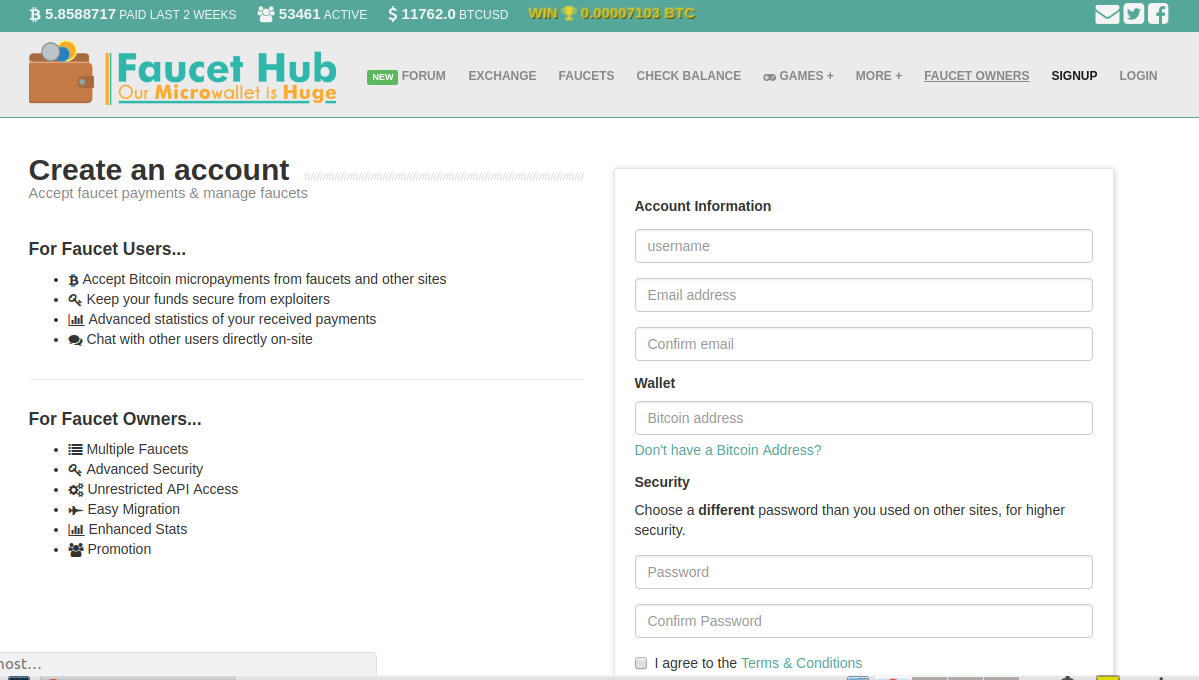 5.8588717 PAID LAST 2 WEEKS 53461 ACTIVE $ 11762.0 BTCUSD WIN 0.00007103 BTC
Faucet Hub
Our Microwallet is Huge
NEW FORUM EXCHANGE FAUCETS CHECK BALANCE GAMES + MORE + FAUCET OWNERS SIGNUP LOGIN
Create an account
Accept faucet payments & manage faucets
For Faucet Users...
Accept Bitcoin micropayments from faucets and other sites
Keep your funds secure from exploiters
Advanced statistics of your received payments
Chat with other users directly on-site
For Faucet Owners...
Multiple Faucets
Advanced Security
Unrestricted API Access
Easy Migration
Enhanced Stats
Promotion
Account Information
username
Email address
Confirm email
Wallet
Bitcoin address
Don't have a Bitcoin Address?
Security
Choose a different password than you used on other sites, for higher
security.
Password
Confirm Password
I agree to the Terms & Conditions